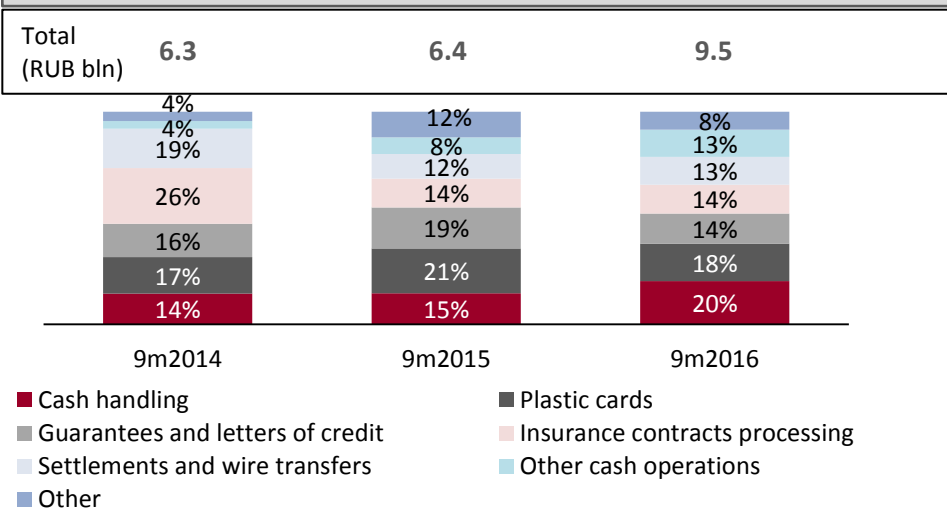 Total
(RUB bln)
6.3 6.4 9.5
4% 12% 8%
4% 8% 13%
19% 12% 13%
26% 14% 14%
16% 19% 14%
17% 21% 18%
14% 15% 20%
9m2014 9m2015 9m2016
Cash handling Plastic cards
Guarantees and letters of credit Insurance contracts processing
Settlements and wire transfers Other cash operations
Other